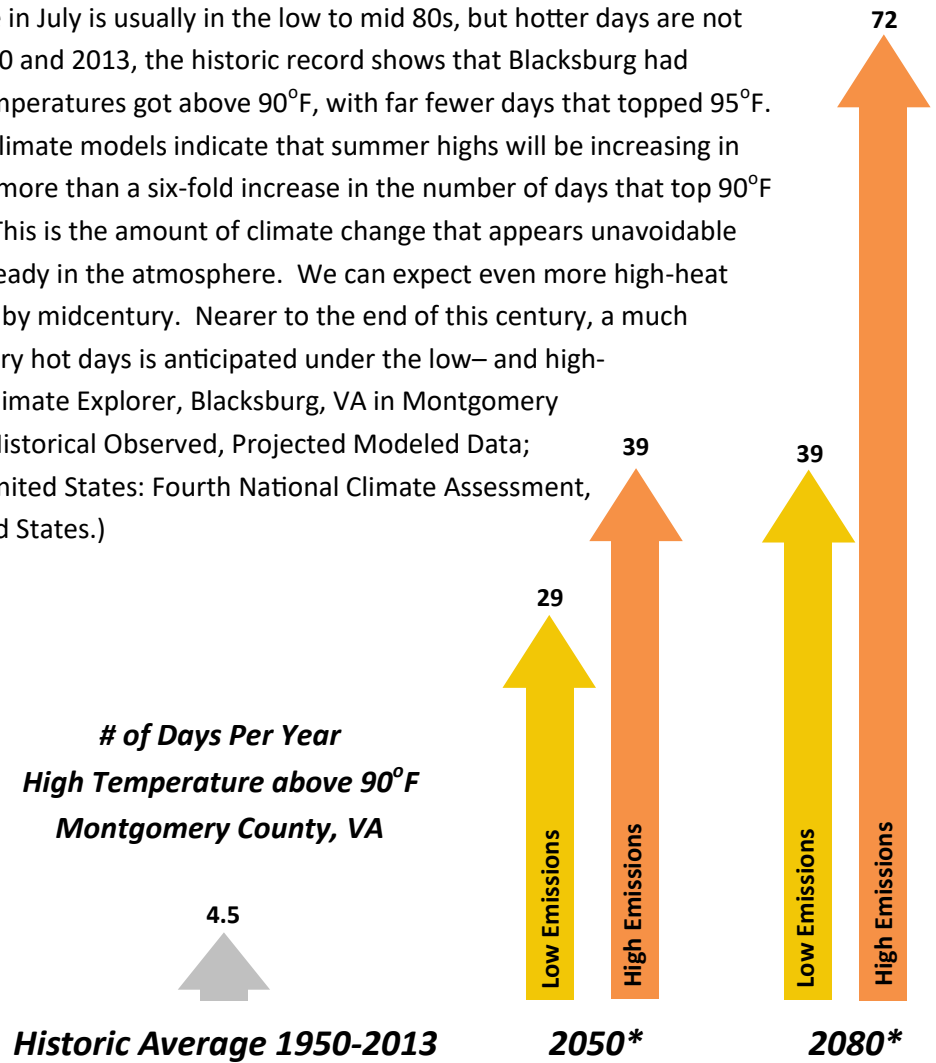 e in July is usually in the low to mid 80s, but hotter days are not
0 and 2013, the historic record shows that Blacksburg had
mperatures got above 90°F, with far fewer days that topped 95°F.
limate models indicate that summer highs will be increasing in
more than a six-fold increase in the number of days that top 90°F
This is the amount of climate change that appears unavoidable
eady in the atmosphere. We can expect even more high-heat
by midcentury. Nearer to the end of this century, a much
ry hot days is anticipated under the low– and high-
limate Explorer, Blacksburg, VA in Montgomery
Historical Observed, Projected Modeled Data;
nited States: Fourth National Climate Assessment,
d States.)
72
39
39
29
# of Days Per Year
High Temperature above 90°F
Montgomery County, VA
4.5
Low Emissions
High Emissions
Low Emissions
High Emissions
Historic Average 1950-2013
2050*
2080*